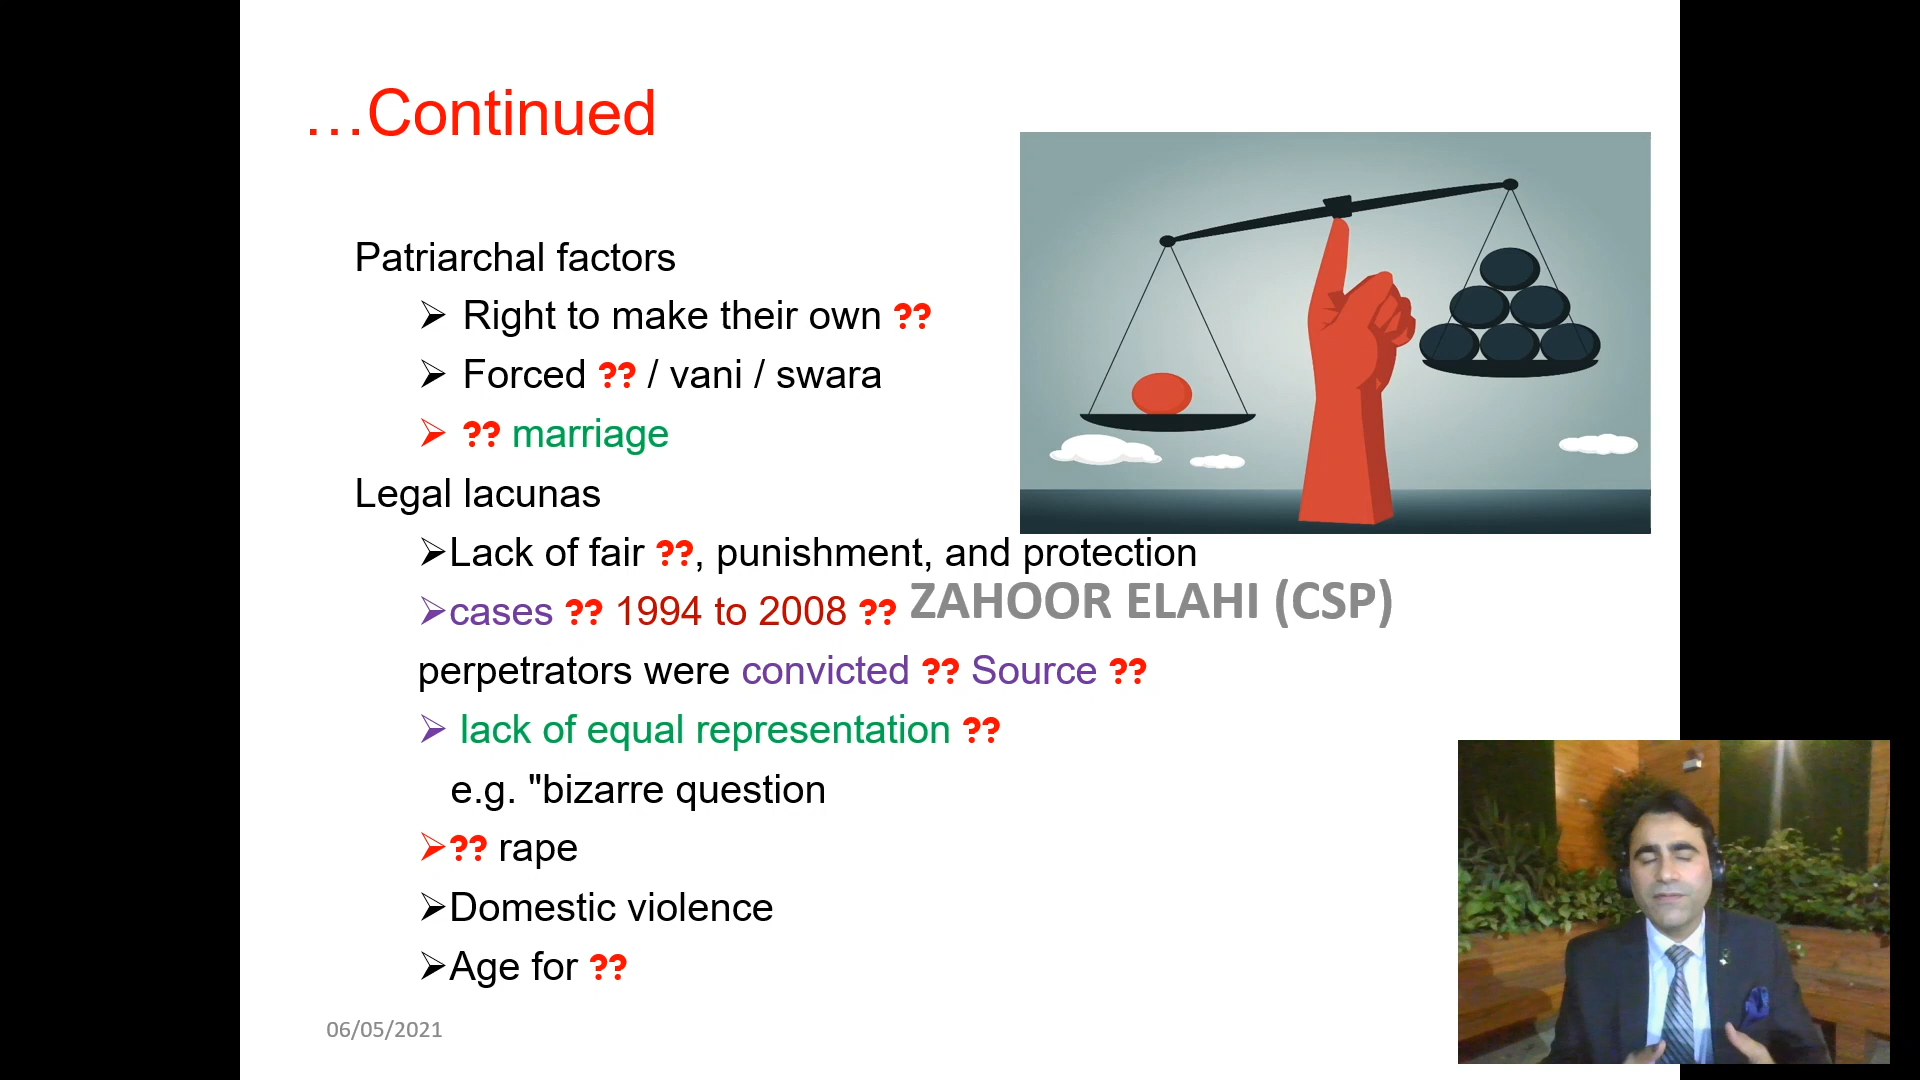 ...Continued
Patriarchal factors
➢ Right to make their own ??
➢ Forced ?? / vani / swara
➢ ?? marriage
Legal lacunas
➢Lack of fair ??, punishment, and protection
➢cases ?? 1994 to 2008 ??
ZAHOOR ELAHI (CSP)
perpetrators were convicted ?? Source ??
➢ lack of equal representation ??
e.g. "bizarre question
➢?? rape
➢Domestic violence
➢Age for ??
06/05/2021